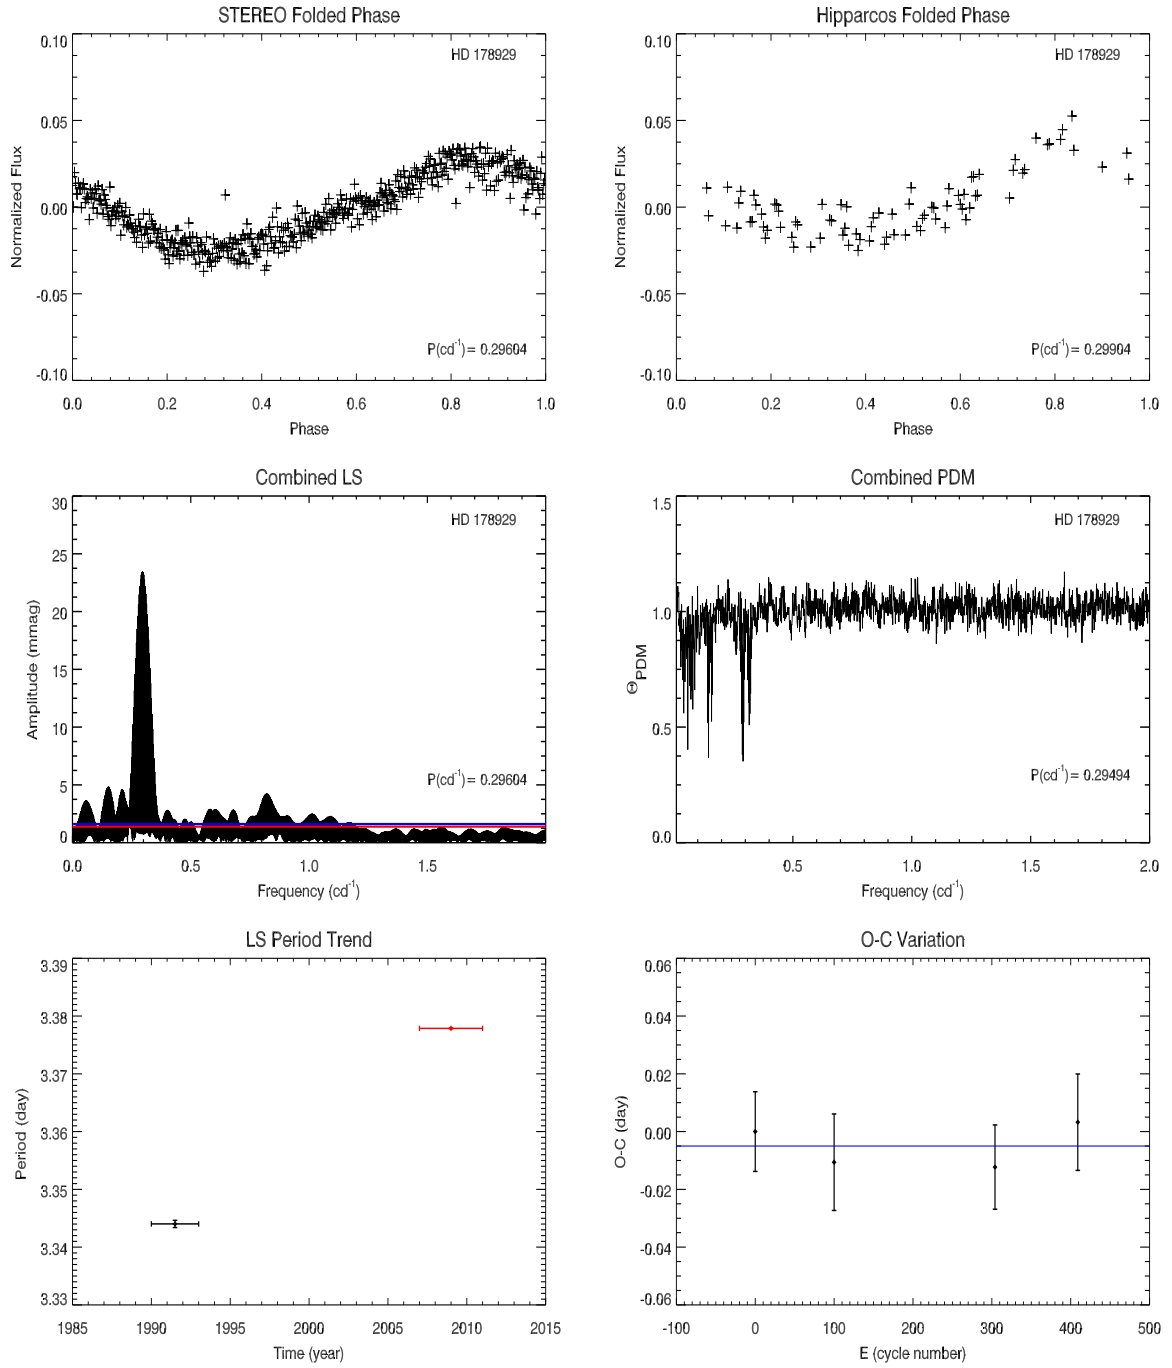 STEREO Folded Phase
HD 178929
Normalized Flux
0.10
0.05
0.00
-0.05
-0.10
P(cd-1)= 0.29604
0.0 0.2 0.4 0.6 0.8 1.0
Phase
Hipparcos Folded Phase
HD 178929
Normalized Flux
0.10
0.05
0.00
-0.05
-0.10
P(cd-1)= 0.29904
0.0 0.2 0.4 0.6 0.8 1.0
Phase
Combined LS
HD 178929
Amplitude (mmag)
30
25
20
15
10
5
0
P(cd-1)= 0.29604
0.0 0.5 1.0 1.5
Frequency (cd-1)
Combined PDM
HD 178929
ΘPDM
1.5
1.0
0.5
0.0
P(cd-1)= 0.29494
0.5 1.0 1.5 2.0
Frequency (cd-1)
LS Period Trend
Period (day)
3.39
3.38
3.37
3.36
3.35
3.34
3.33
1985 1990 1995 2000 2005 2010 2015
Time (year)
O-C Variation
O-C (day)
0.06
0.04
0.02
0.00
-0.02
-0.04
-0.06
-100 0 100 200 300 400 500
E (cycle number)